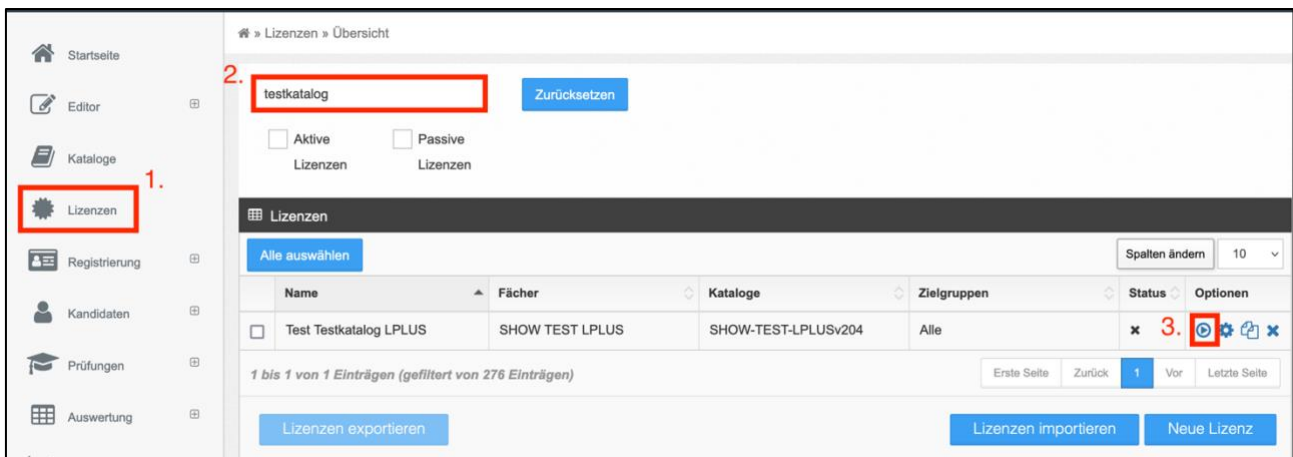 » Lizenzen » Übersicht
Startseite
Editor
Kataloge
1.
Lizenzen
Registrierung
Kandidaten
Prüfungen
Auswertung
2.
testkatalog
Zurücksetzen
Aktive Lizenzen
Passive Lizenzen
Lizenzen
Alle auswählen
Spalten ändern
10
Name Fächer Kataloge Zielgruppen Status Optionen
Test Testkatalog LPLUS SHOW TEST LPLUS SHOW-TEST-LPLUSv204 Alle 3.
1 bis 1 von 1 Einträgen (gefiltert von 276 Einträgen)
Erste Seite Zurück 1 Vor Letzte Seite
Lizenzen exportieren
Lizenzen importieren
Neue Lizenz